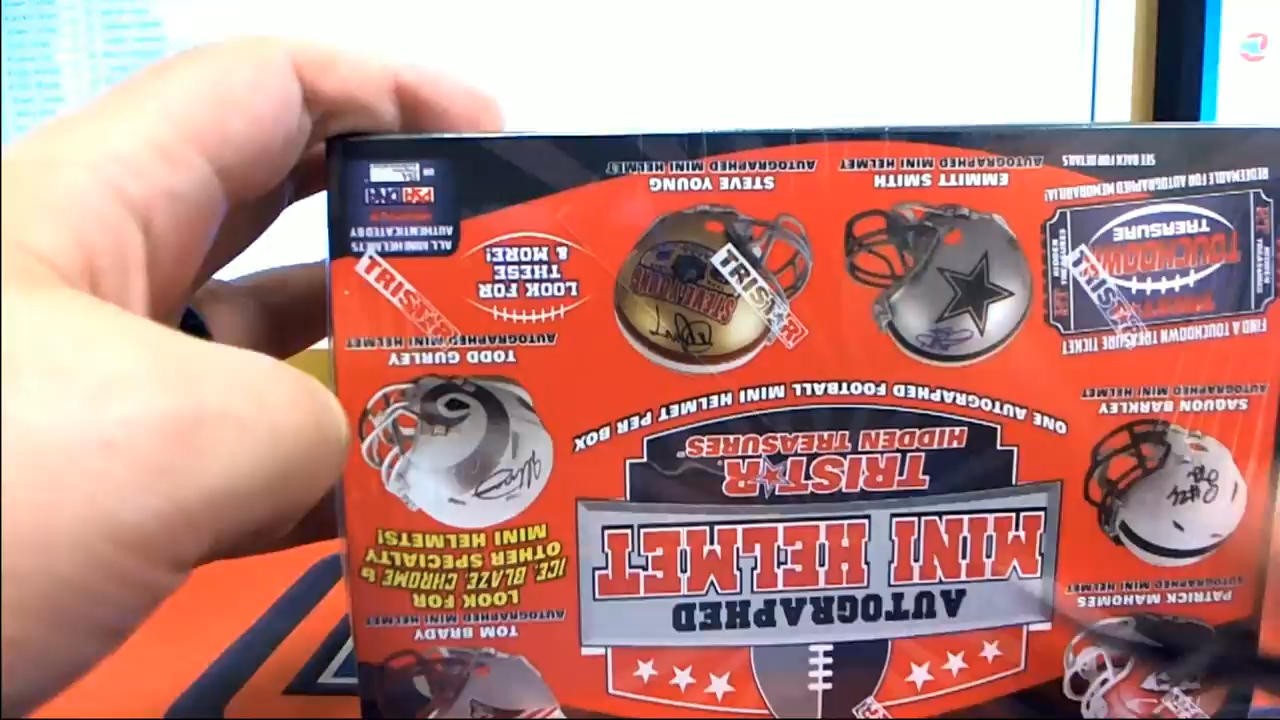 AUTOGRAPHED
MINI HELMET
TRISTAR
HIDDEN TREASURES
ONE AUTOGRAPHED FOOTBALL MINI HELMET PER BOX
TOM BRADY
AUTOGRAPHED MINI HELMET
LOOK FOR
ICE, BLAZE, CHROME &
OTHER SPECIALTY
MINI HELMETS!
PATRICK MAHOMES
AUTOGRAPHED MINI HELMET
SAQUON BARKLEY
AUTOGRAPHED MINI HELMET
TODD GURLEY
AUTOGRAPHED MINI HELMET
FIND A TOUCHDOWN TREASURE TICKET
TOUCHDOWN
TREASURE
REDEEMABLE FOR AUTOGRAPHED MEMORABILIA!
SEE BACK FOR DETAILS
EMMITT SMITH
AUTOGRAPHED MINI HELMET
STEVE YOUNG
AUTOGRAPHED MINI HELMET
LOOK FOR
THESE
& MORE!
ALL MINI HELMETS
AUTHENTICATED BY
PSA/DNA
TRISTAR
TRISTAR
TRISTAR